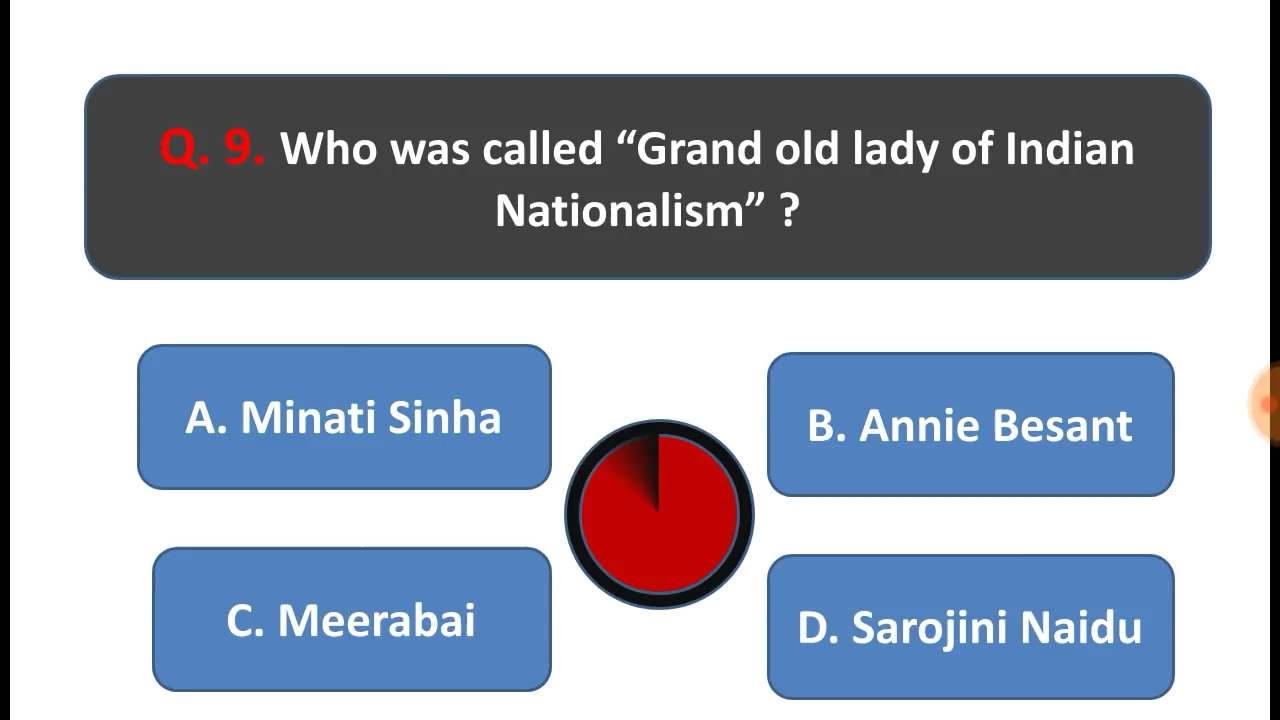 Q. 9. Who was called “Grand old lady of Indian
Nationalism” ?
A. Minati Sinha
B. Annie Besant
C. Meerabai
D. Sarojini Naidu